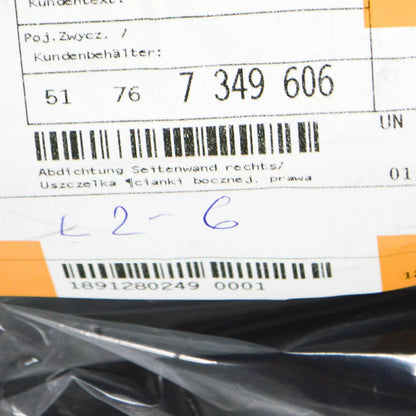 Kundentext:
Poj.Zwycz. /
Kundenbehälter:
51 76 7 349 606
UN
Abdichtung Seitenwand rechts/
Uszczelka ¶cianki bocznej. prawa
01
L2-6
1891280249 0001